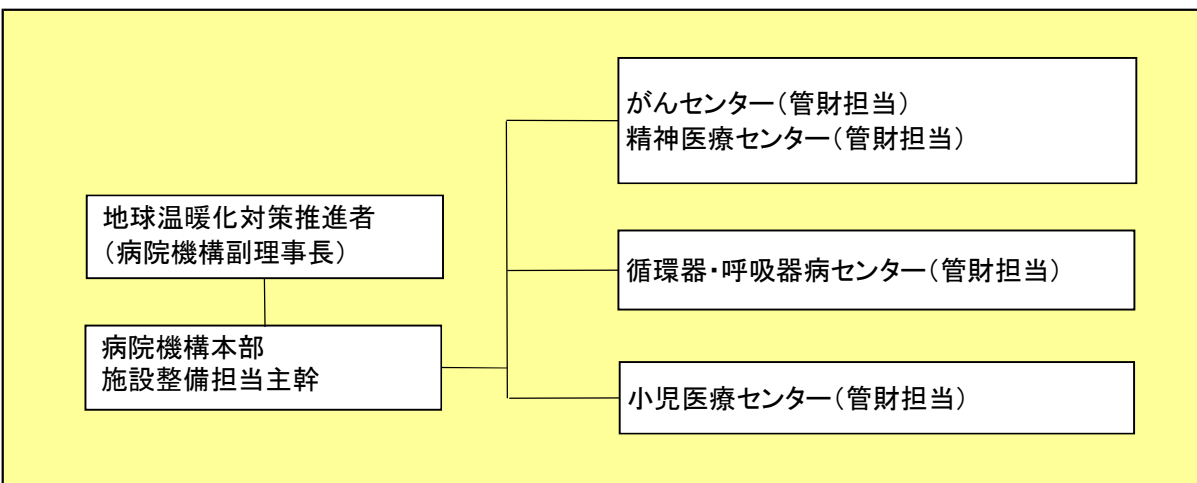 地球温暖化対策推進者
（病院機構副理事長）
病院機構本部
施設整備担当主幹
がんセンター（管財担当）
精神医療センター（管財担当）
循環器・呼吸器病センター（管財担当）
小児医療センター（管財担当）